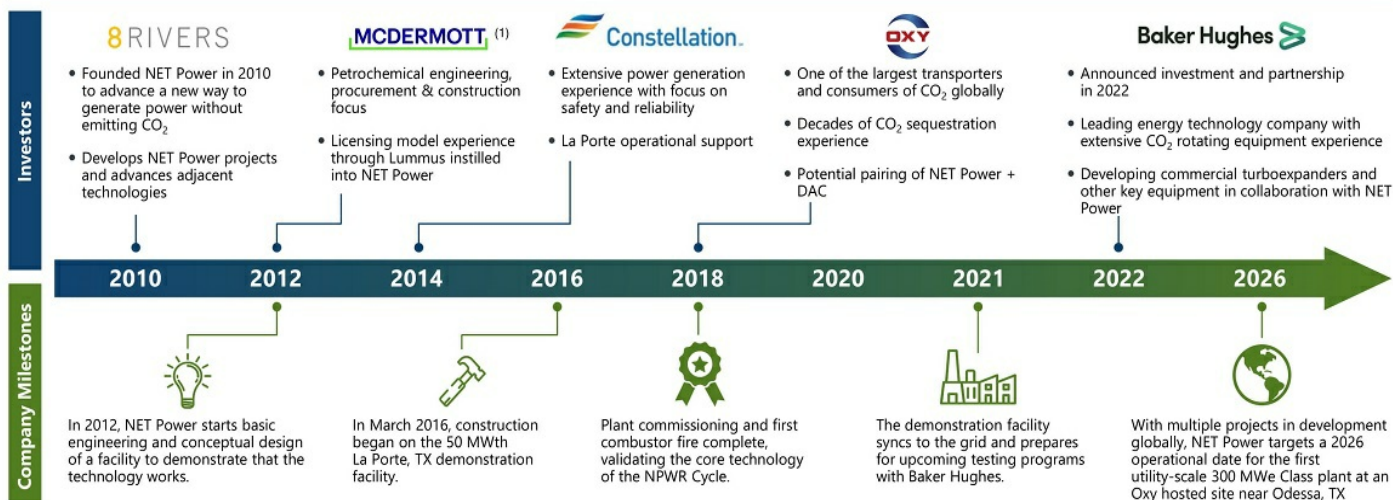 Investors
8 RIVERS
• Founded NET Power in 2010
to advance a new way to
generate power without
emitting CO₂
• Develops NET Power projects
and advances adjacent
technologies
MCDERMOTT (1)
• Petrochemical engineering,
procurement & construction
focus
• Licensing model experience
through Lummus instilled
into NET Power
Constellation™
• Extensive power generation
experience with focus on
safety and reliability
• La Porte operational support
OXY
• One of the largest transporters
and consumers of CO₂ globally
• Decades of CO₂ sequestration
experience
• Potential pairing of NET Power +
DAC
Baker Hughes
• Announced investment and partnership
in 2022
• Leading energy technology company with
extensive CO₂ rotating equipment experience
• Developing commercial turboexpanders and
other key equipment in collaboration with NET
Power
2010 2012 2014 2016 2018 2020 2021 2022 2026
Company Milestones
In 2012, NET Power starts basic
engineering and conceptual design
of a facility to demonstrate that the
technology works.
In March 2016, construction
began on the 50 MWth
La Porte, TX demonstration
facility.
Plant commissioning and first
combustor fire complete,
validating the core technology
of the NPWR Cycle.
The demonstration facility
syncs to the grid and prepares
for upcoming testing programs
with Baker Hughes.
With multiple projects in development
globally, NET Power targets a 2026
operational date for the first
utility-scale 300 MWe Class plant at an
Oxy hosted site near Odessa, TX